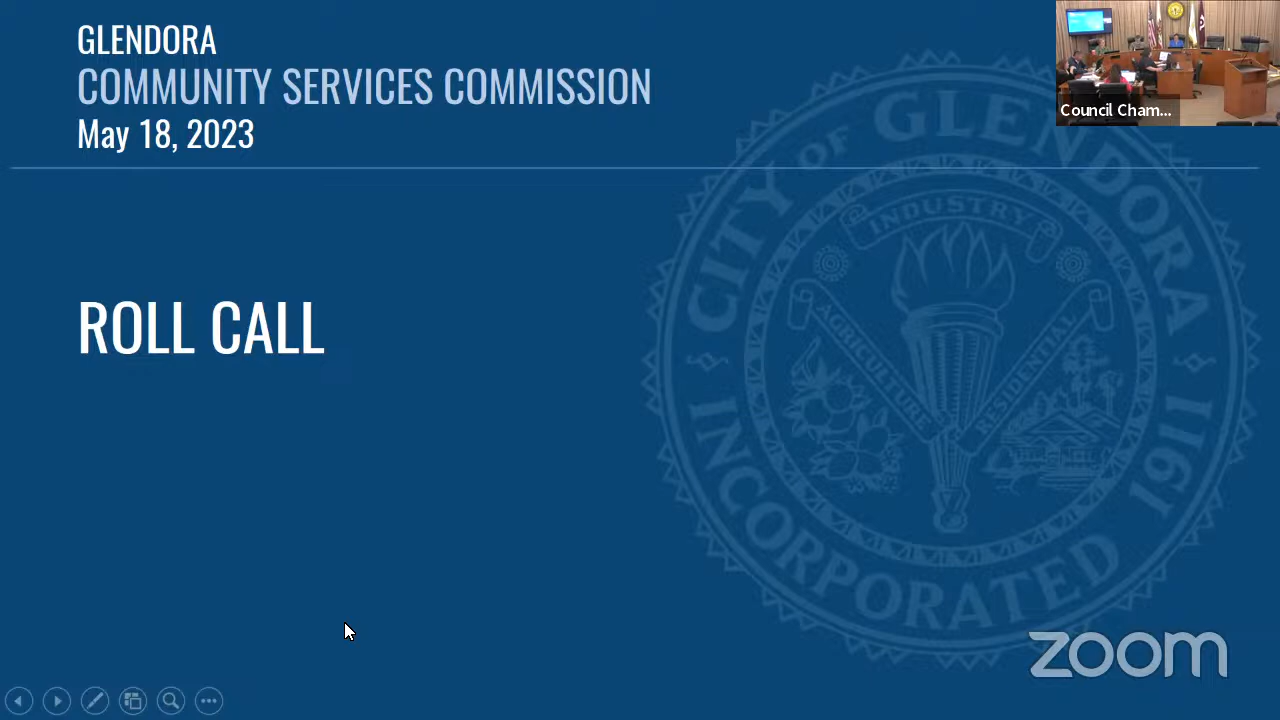 GLENDORA
COMMUNITY SERVICES COMMISSION
May 18, 2023
Council Cham...
ROLL CALL
CITY OF GLENDORA
INDUSTRY
AGRICULTURE
RESIDENTIAL
INCORPORATED 1911
zoom